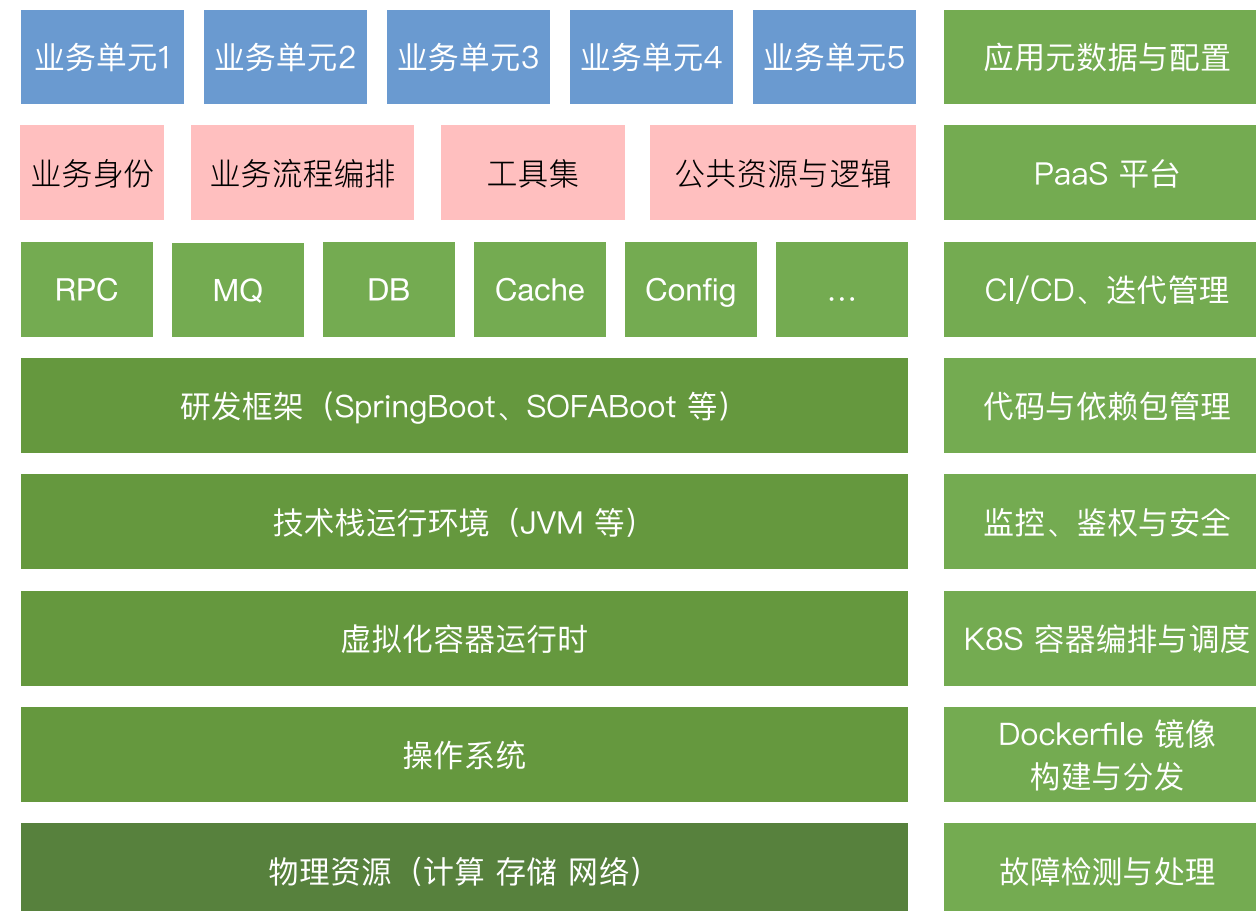 业务单元1
业务单元2
业务单元3
业务单元4
业务单元5
应用元数据与配置
业务身份
业务流程编排
工具集
公共资源与逻辑
PaaS 平台
RPC
MQ
DB
Cache
Config
...
CI/CD、迭代管理
研发框架（SpringBoot、SOFABoot 等）
代码与依赖包管理
技术栈运行环境（JVM 等）
监控、鉴权与安全
虚拟化容器运行时
K8S 容器编排与调度
操作系统
Dockerfile 镜像
构建与分发
物理资源（计算 存储 网络）
故障检测与处理